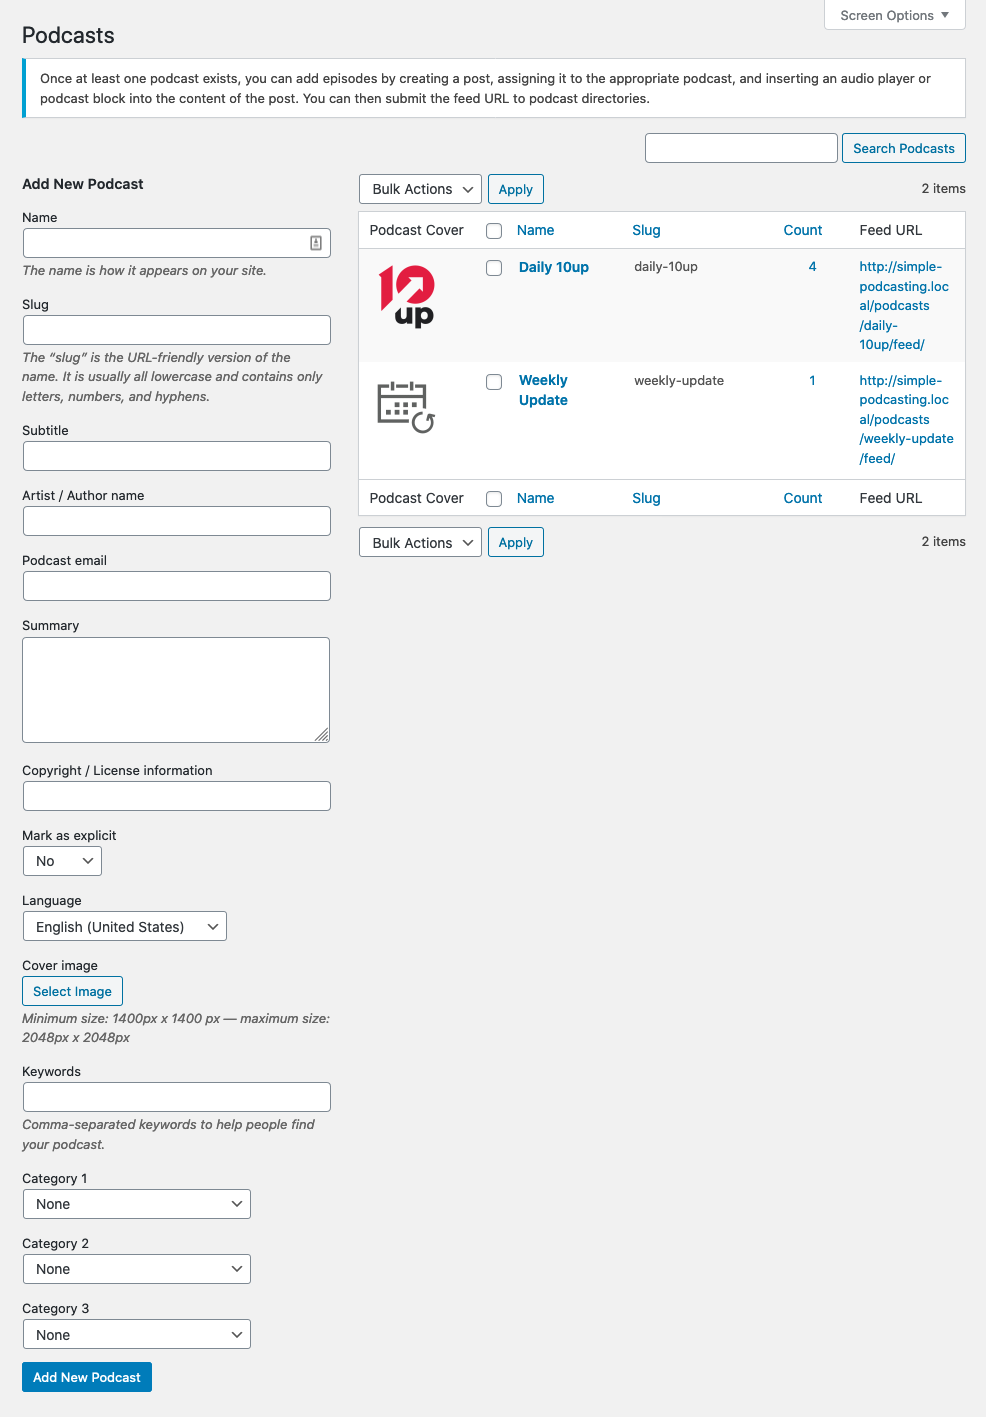 Screen Options
Podcasts
Once at least one podcast exists, you can add episodes by creating a post, assigning it to the appropriate podcast, and inserting an audio player or
podcast block into the content of the post. You can then submit the feed URL to podcast directories.
Search Podcasts
Add New Podcast
Name
The name is how it appears on your site.
Slug
The “slug” is the URL-friendly version of the
name. It is usually all lowercase and contains only
letters, numbers, and hyphens.
Subtitle
Artist / Author name
Podcast email
Summary
Copyright / License information
Mark as explicit
No
Language
English (United States)
Cover image
Select Image
Minimum size: 1400px x 1400 px — maximum size:
2048px x 2048px
Keywords
Comma-separated keywords to help people find
your podcast.
Category 1
None
Category 2
None
Category 3
None
Add New Podcast
Bulk Actions Apply 2 items
Podcast Cover Name Slug Count Feed URL
10
up
Daily 10up
daily-10up
4
http://simple-
podcasting.loc
al/podcasts
/daily-
10up/feed/
Weekly
Update
weekly-update
1
http://simple-
podcasting.loc
al/podcasts
/weekly-update
/feed/
Podcast Cover Name Slug Count Feed URL
Bulk Actions Apply 2 items